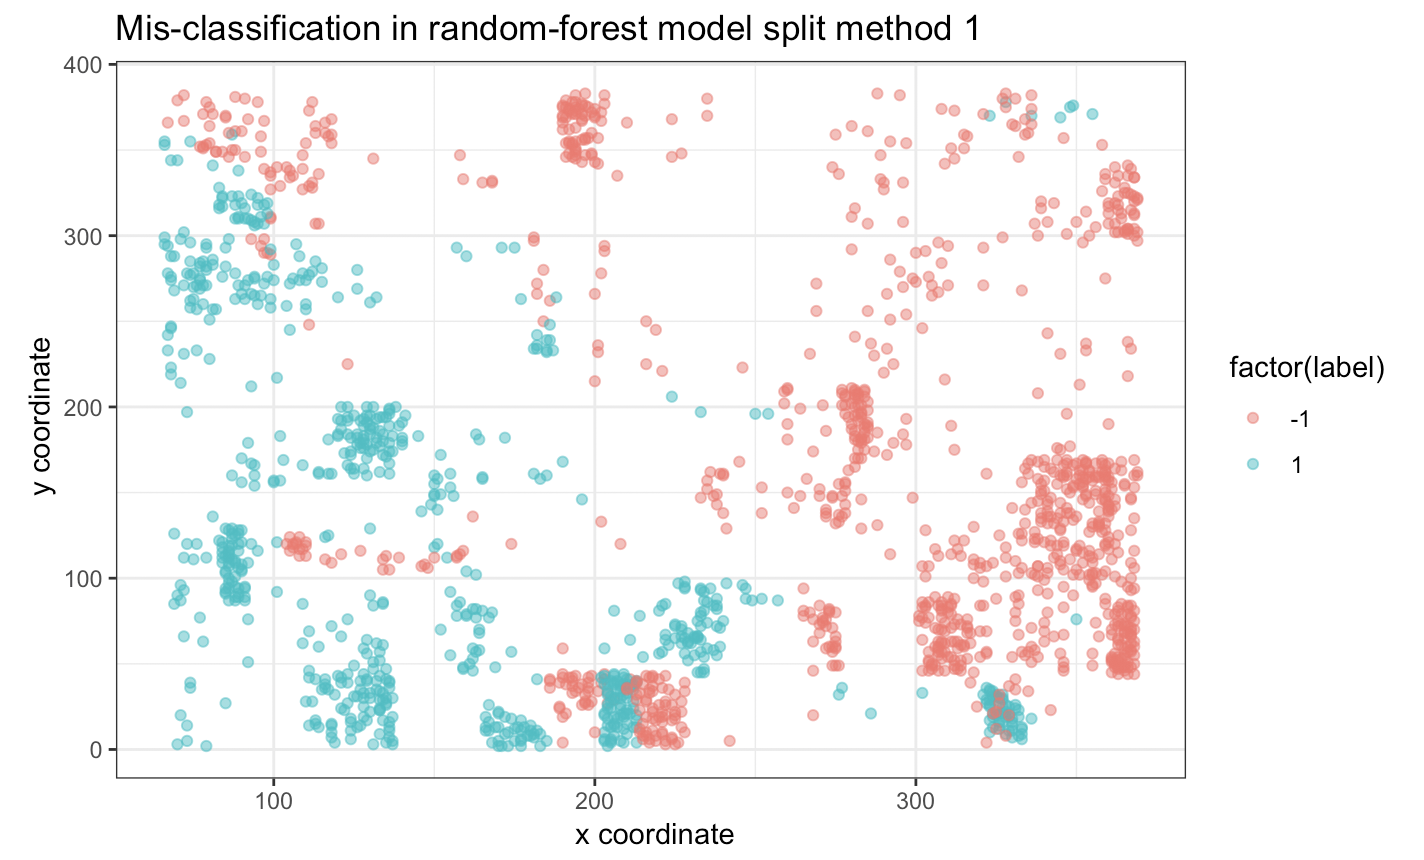 Mis-classification in random-forest model split method 1
400
300
200
100
0
y coordinate
100
200
300
x coordinate
factor(label)
-1
1